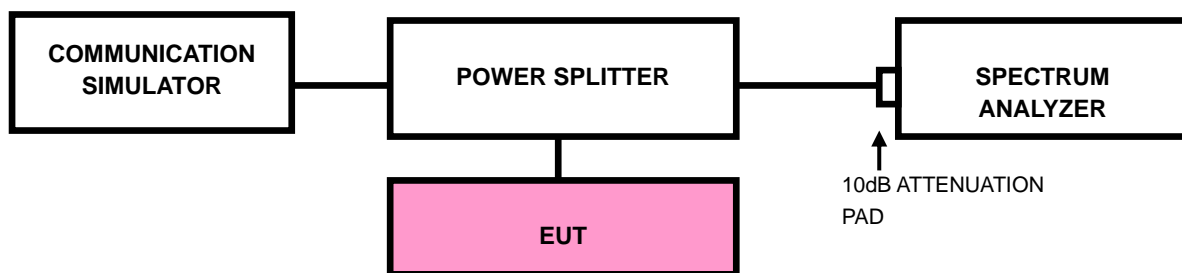 COMMUNICATION
SIMULATOR
POWER SPLITTER
SPECTRUM
ANALYZER
10dB ATTENUATION
PAD
EUT